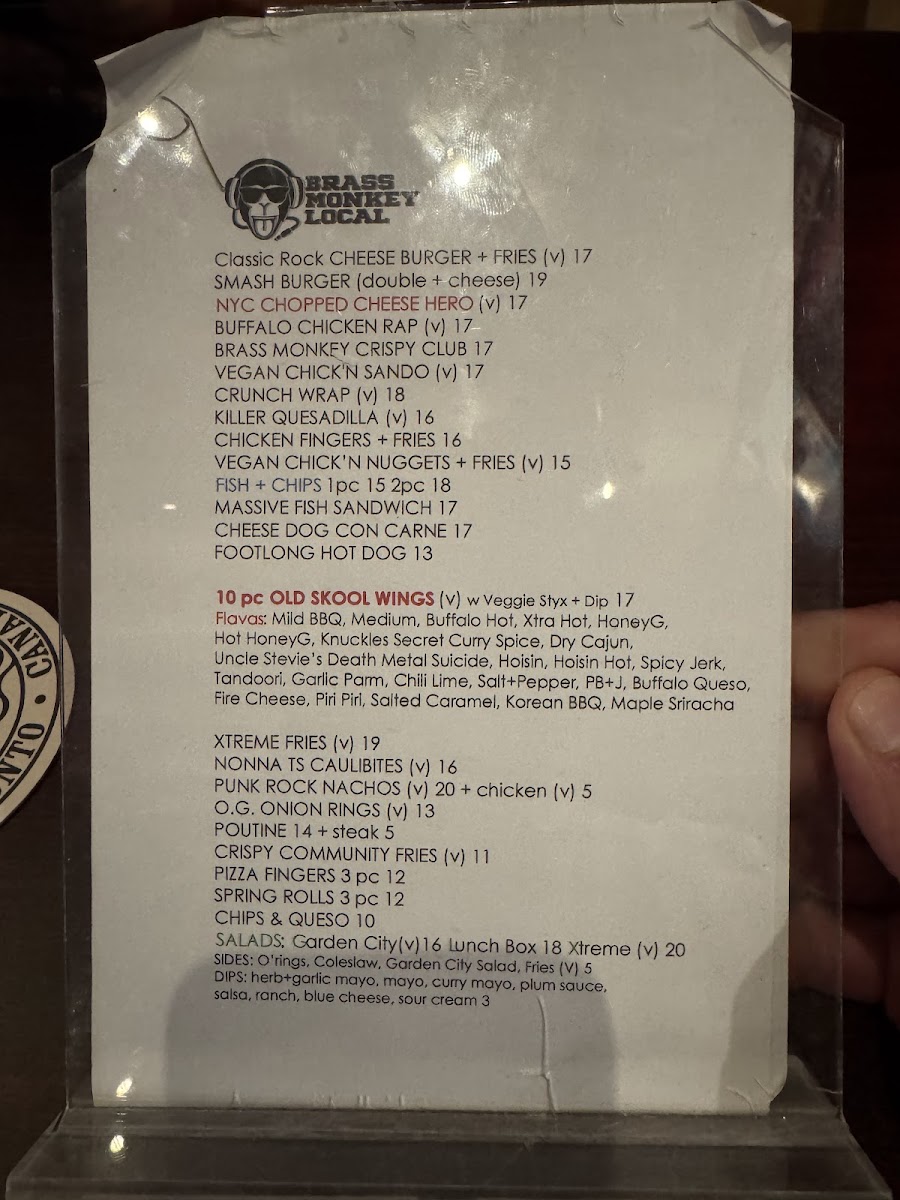 BRASS
MONKEY
LOCAL
Classic Rock CHEESE BURGER + FRIES (v) 17
SMASH BURGER (double + cheese) 19
NYC CHOPPED CHEESE HERO (v) 17
BUFFALO CHICKEN RAP (v) 17
BRASS MONKEY CRISPY CLUB 17
VEGAN CHICK'N SANDO (v) 17
CRUNCH WRAP (v) 18
KILLER QUESADILLA (v) 16
CHICKEN FINGERS + FRIES 16
VEGAN CHICK'N NUGGETS + FRIES (v) 15
FISH + CHIPS 1pc 15 2pc 18
MASSIVE FISH SANDWICH 17
CHEESE DOG CON CARNE 17
FOOTLONG HOT DOG 13
10 pc OLD SKOOL WINGS (v) w Veggie Styx + Dip 17
Flavas: Mild BBQ, Medium, Buffalo Hot, Xtra Hot, HoneyG,
Hot HoneyG, Knuckles Secret Curry Spice, Dry Cajun,
Uncle Stevie's Death Metal Suicide, Hoisin, Hoisin Hot, Spicy Jerk,
Tandoori, Garlic Parm, Chili Lime, Salt+Pepper, PB+J, Buffalo Queso,
Fire Cheese, Piri Piri, Salted Caramel, Korean BBQ, Maple Sriracha
XTREME FRIES (v) 19
NONNA TS CAULIBITES (v) 16
PUNK ROCK NACHOS (v) 20 + chicken (v) 5
O.G. ONION RINGS (v) 13
POUTINE 14 + steak 5
CRISPY COMMUNITY FRIES (v) 11
PIZZA FINGERS 3 pc 12
SPRING ROLLS 3 pc 12
CHIPS & QUESO 10
SALADS: Garden City(v)16 Lunch Box 18 Xtreme (v) 20
SIDES: O'rings, Coleslaw, Garden City Salad, Fries (V) 5
DIPS: herb+garlic mayo, mayo, curry mayo, plum sauce,
salsa, ranch, blue cheese, sour cream 3